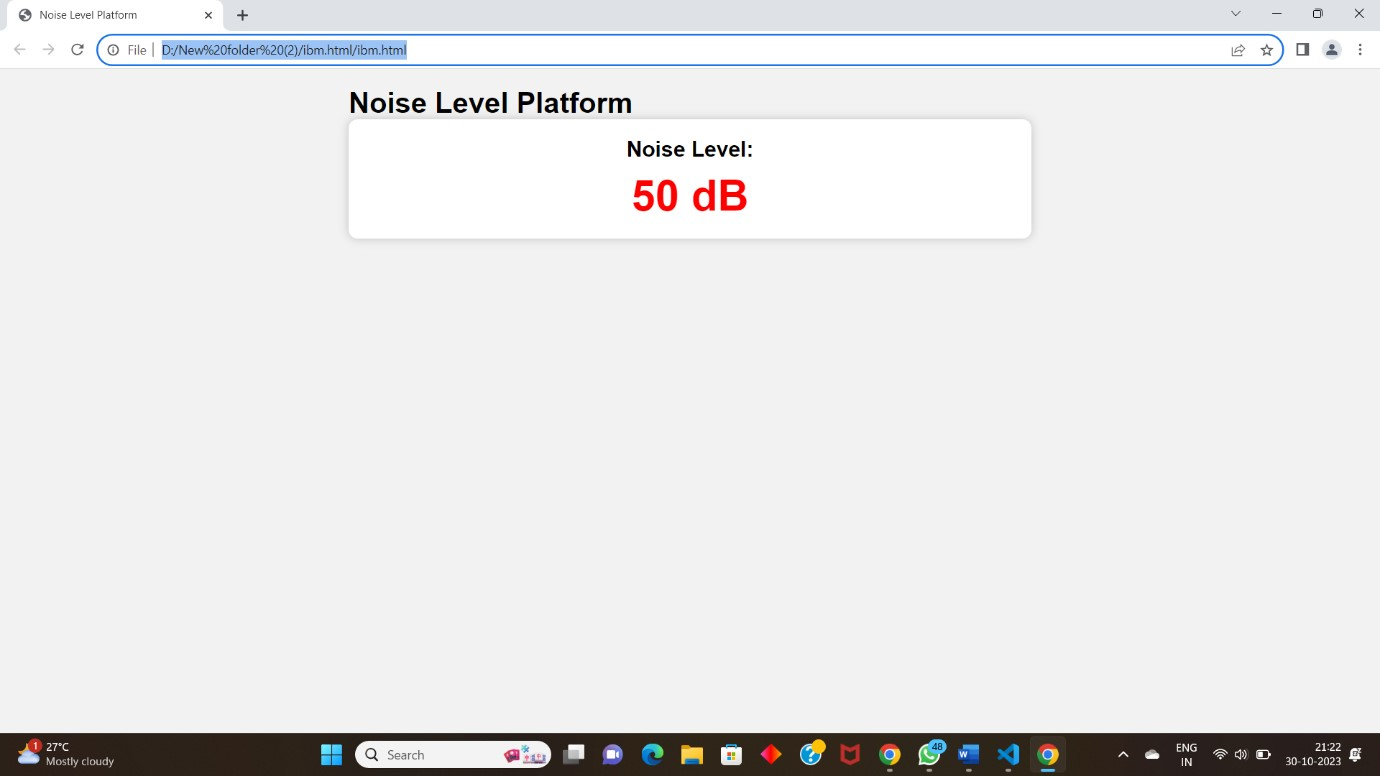 Noise Level Platform
File
D:/New%20folder%20(2)/ibm.html/ibm.html
Noise Level Platform
Noise Level:
50 dB
1
27°C
Mostly cloudy
Search
48
W
ENG
IN
21:22
30-10-2023